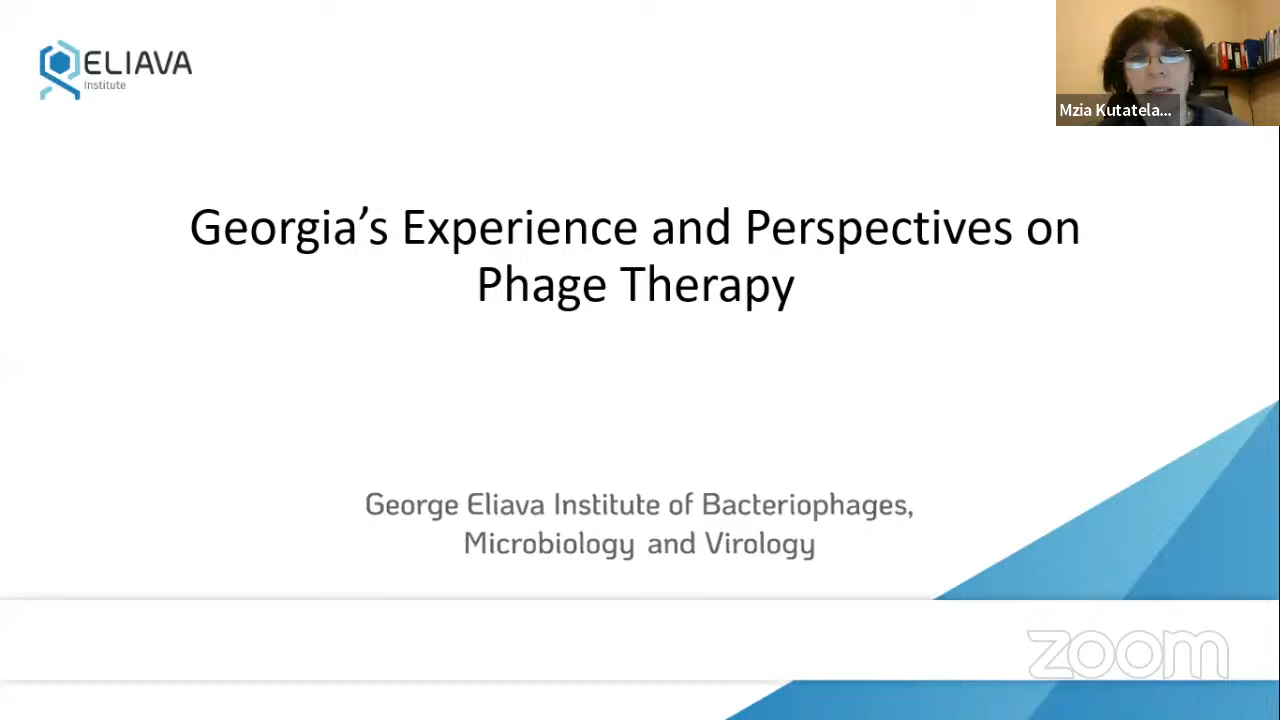 ELIAVA
Institute
Mzia Kutatela...
Georgia’s Experience and Perspectives on
Phage Therapy
George Eliava Institute of Bacteriophages,
Microbiology and Virology
zoom